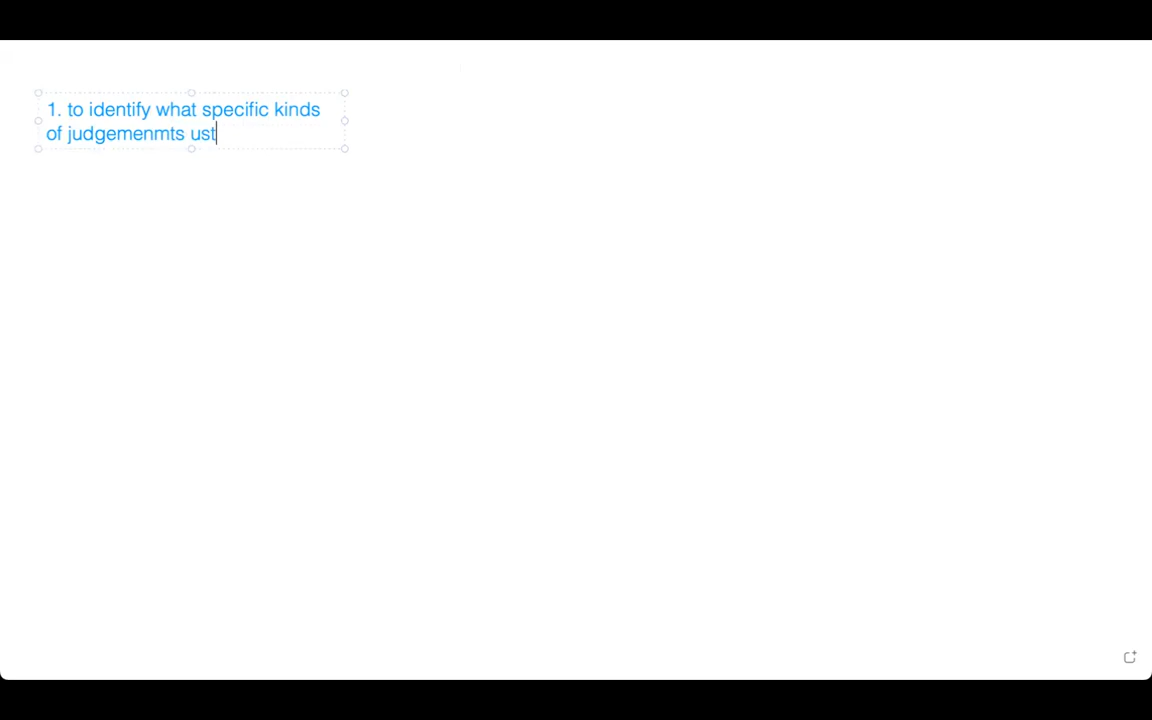 1. to identify what specific kinds
of judgemenmts ust